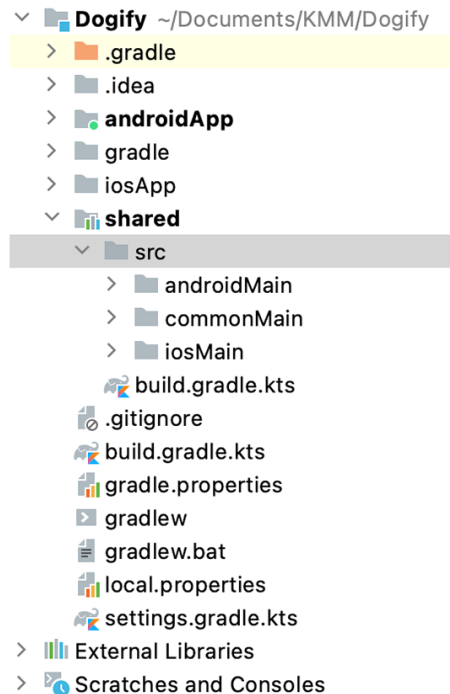 Dogify ~/Documents/KMM/Dogify
.gradle
.idea
androidApp
gradle
iosApp
shared
src
androidMain
commonMain
iosMain
build.gradle.kts
.gitignore
build.gradle.kts
gradle.properties
gradlew
gradlew.bat
local.properties
settings.gradle.kts
External Libraries
Scratches and Consoles